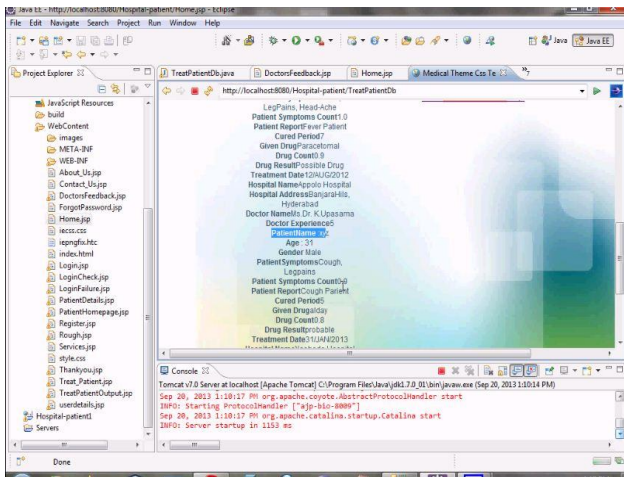 Java EE - http://localhost:8080/Hospital-patient/Home.jsp - Eclipse
File Edit Navigate Search Project Run Window Help
Java Java EE
Project Explorer
JavaScript Resources
build
WebContent
images
META-INF
WEB-INF
About_Us.jsp
Contact_Us.jsp
DoctorsFeedback.jsp
ForgotPassword.jsp
Home.jsp
iecss.css
iepngfix.htc
index.html
Login.jsp
LoginCheck.jsp
LoginFailure.jsp
PatientDetails.jsp
PatientHomepage.jsp
Register.jsp
Rough.jsp
Services.jsp
style.css
Thankyou.jsp
Treat_Patient.jsp
TreatPatientOutput.jsp
userdetails.jsp
Hospital-patient1
Servers
TreatPatientDb.java DoctorsFeedback.jsp Home.jsp Medical Theme Css Te
http://localhost:8080/Hospital-patient/TreatPatientDb
LegPains, Head-Ache
Patient Symptoms Count1.0
Patient ReportFever Patient
Cured Period7
Given DrugParacetomal
Drug Count0.9
Drug ResultPossible Drug
Treatment Date12/AUG/2012
Hospital NameAppolo Hospital
Hospital AddressBanjaraHils,
Hyderabad
Doctor NameMs.Dr. K.Upasama
Doctor Experience5
PatientName :xyz
Age : 31
Gender Male
PatientSymptomsCough,
Legpains
Patient Symptoms Count0.9
Patient ReportCough Parient
Cured Period5
Given Drugalday
Drug Count0.8
Drug Resultprobable
Treatment Date31/JAN/2013
Console
Tomcat v7.0 Server at localhost [Apache Tomcat] C:\Program Files\Java\jdk1.7.0_01\bin\javaw.exe (Sep 20, 2013 1:10:14 PM)
Sep 20, 2013 1:10:17 PM org.apache.coyote.AbstractProtocolHandler start
INFO: Starting ProtocolHandler ["ajp-bio-8009"]
Sep 20, 2013 1:10:17 PM org.apache.catalina.startup.Catalina start
INFO: Server startup in 1153 ms
Done